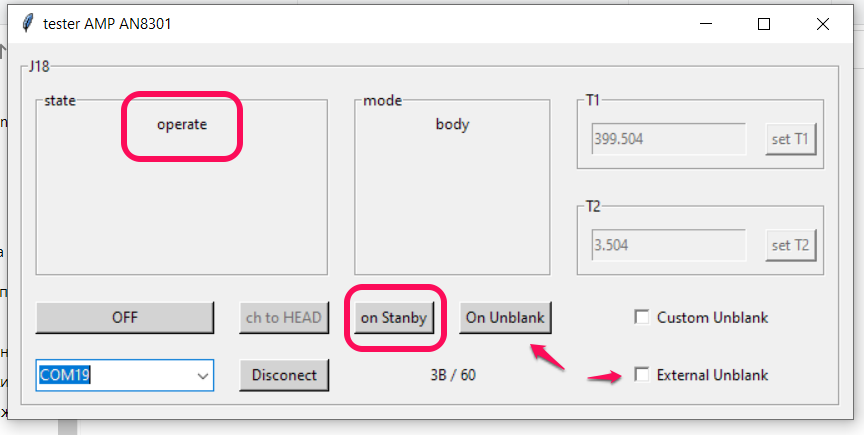 tester AMP AN8301
J18
state
operate
mode
body
T1
399.504
set T1
T2
3.504
set T2
OFF
ch to HEAD
on Stanby
On Unblank
Custom Unblank
COM19
Disconect
3B / 60
External Unblank